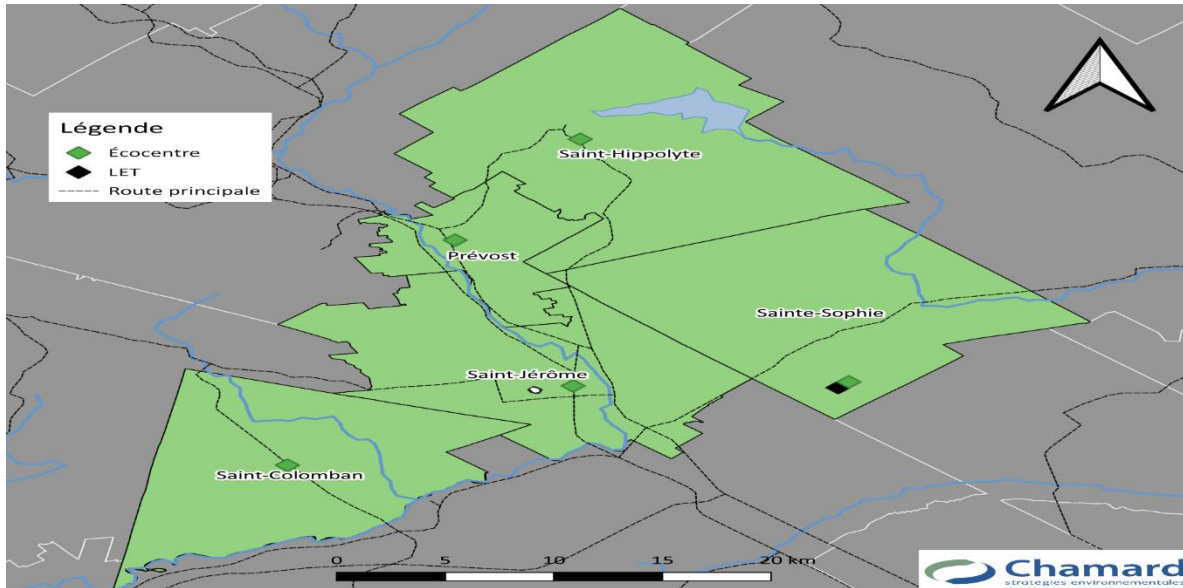 Légende
Écocentre
LET
Route principale
Saint-Hippolyte
Prévost
Sainte-Sophie
Saint-Jérôme
Saint-Colomban
0 5 10 15 20 km
Chamard
stratégies environnementales